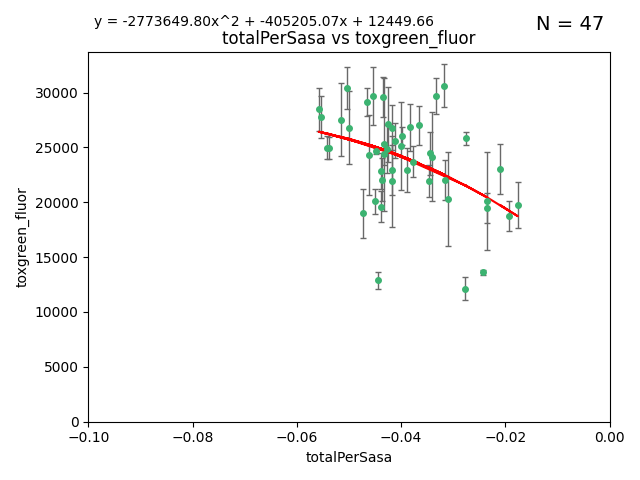 y = -2773649.80x^2 + -405205.07x + 12449.66
N = 47
totalPerSasa vs toxgreen_fluor
30000
25000
20000
15000
10000
5000
0
toxgreen_fluor
−0.10 −0.08 −0.06 −0.04 −0.02 0.00
totalPerSasa